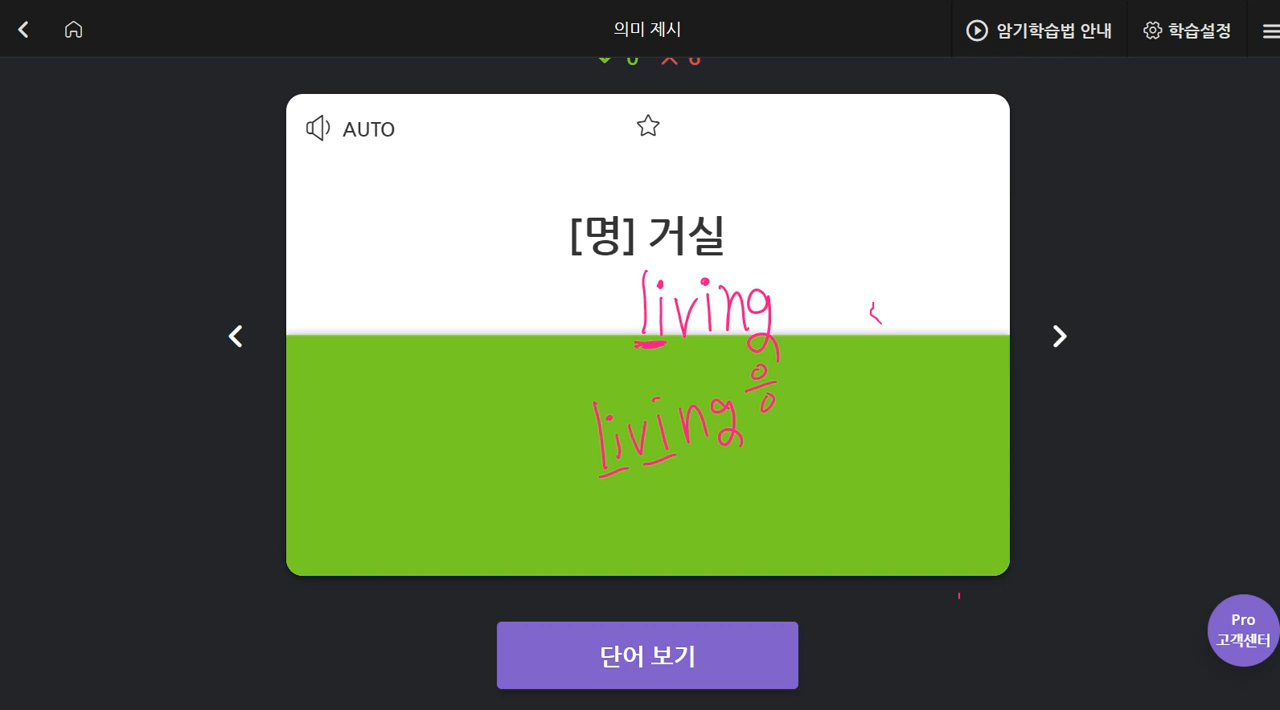 의미 제시
암기학습법 안내
학습설정
AUTO
[명] 거실
living
living
응
단어 보기
Pro
고객센터